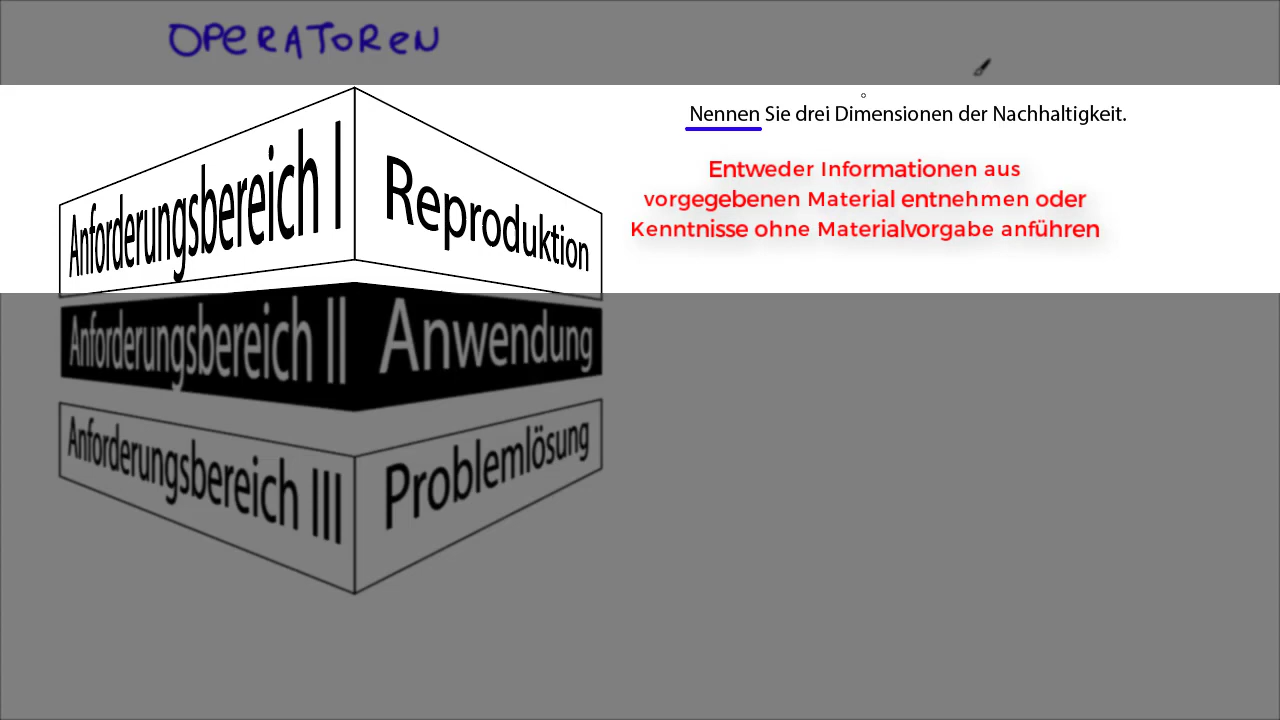 OPERATOREN
Nennen Sie drei Dimensionen der Nachhaltigkeit.
Anforderungsbereich I Reproduktion
Entweder Informationen aus
vorgegebenen Material entnehmen oder
Kenntnisse ohne Materialvorgabe anführen
Anforderungsbereich II Anwendung
Anforderungsbereich III Problemlösung